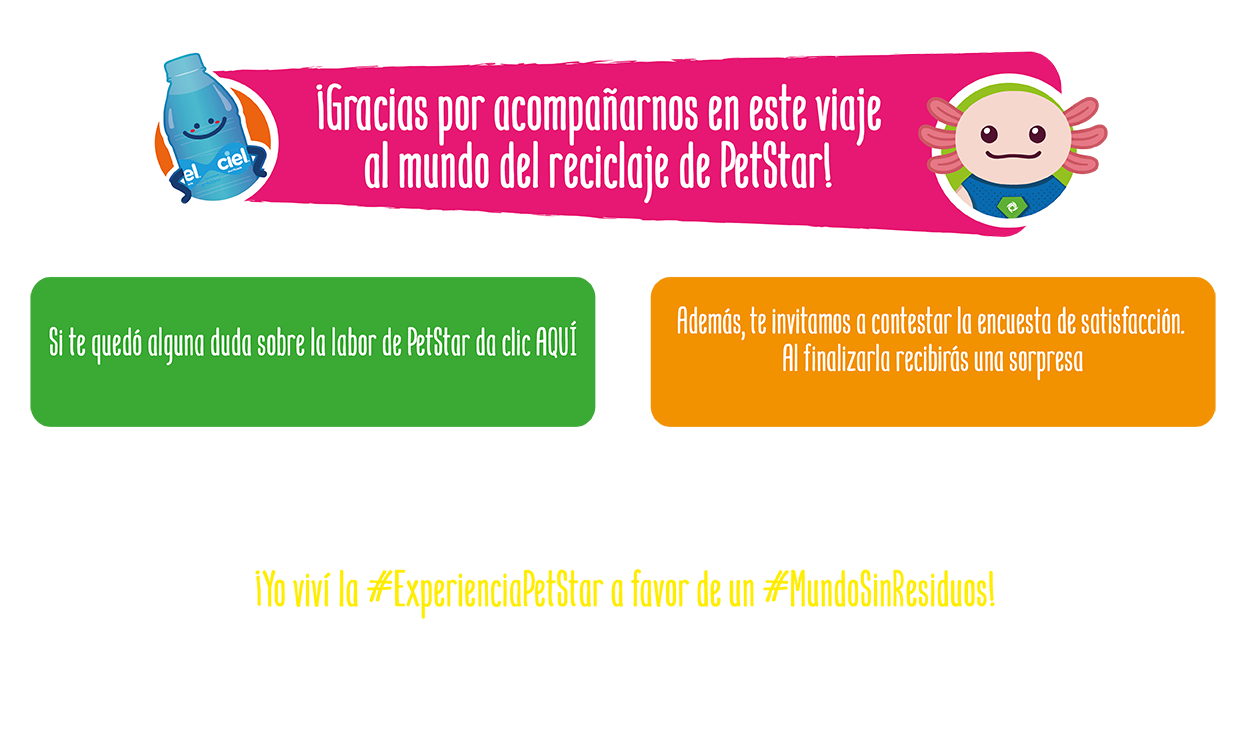 ¡Gracias por acompañarnos en este viaje
al mundo del reciclaje de PetStar!
el ciel
Si te quedó alguna duda sobre la labor de PetStar da clic AQUÍ
Además, te invitamos a contestar la encuesta de satisfacción.
Al finalizarla recibirás una sorpresa
¡Yo viví la #ExperienciaPetStar a favor de un #MundoSinResiduos!